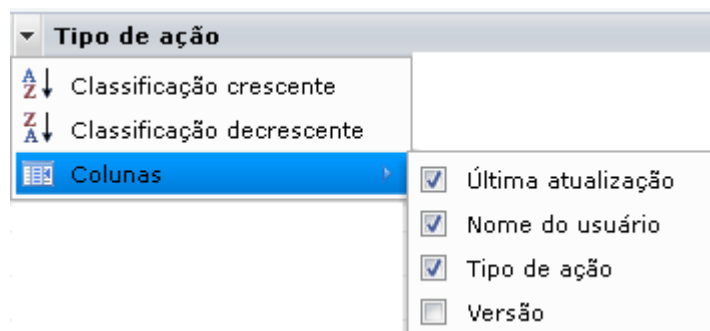 Tipo de ação
Classificação crescente
Classificação decrescente
Colunas
Última atualização
Nome do usuário
Tipo de ação
Versão